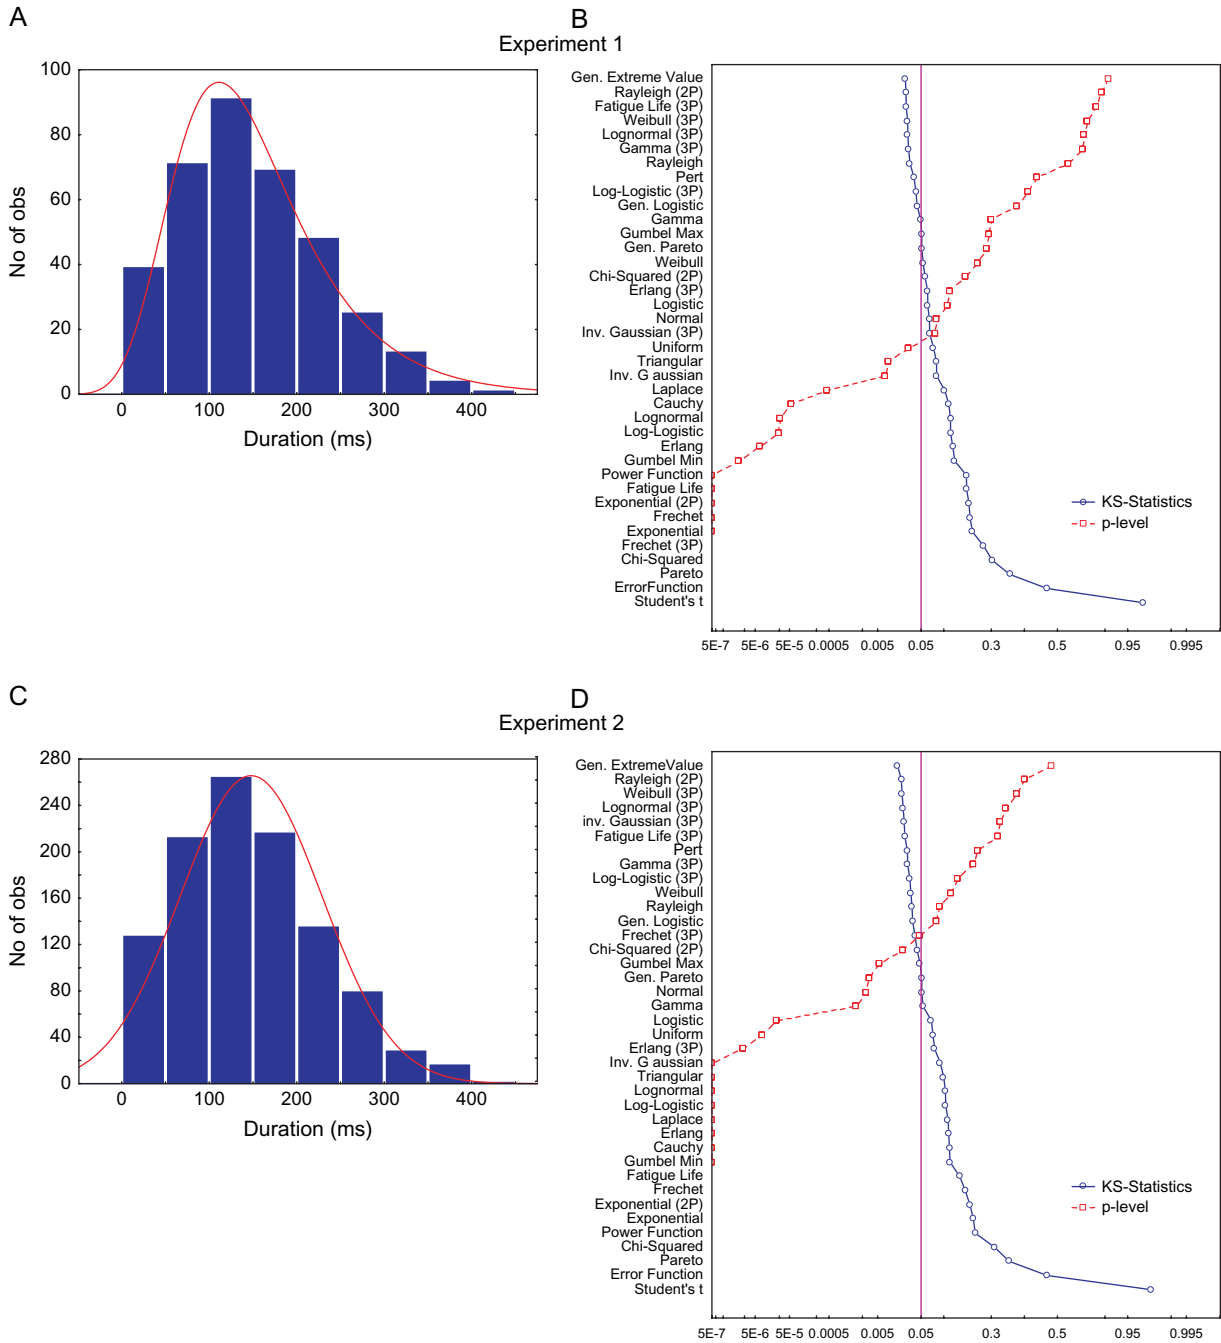 A
B
Experiment 1
100
80
60
40
20
0
No of obs
0
100
200
300
400
Duration (ms)
Gen. Extreme Value
Rayleigh (2P)
Fatigue Life (3P)
Weibull (3P)
Lognormal (3P)
Gamma (3P)
Rayleigh
Pert
Log-Logistic (3P)
Gen. Logistic
Gamma
Gumbel Max
Gen. Pareto
Weibull
Chi-Squared (2P)
Erlang (3P)
Logistic
Normal
Inv. Gaussian (3P)
Uniform
Triangular
Inv. G aussian
Laplace
Cauchy
Lognormal
Log-Logistic
Erlang
Gumbel Min
Power Function
Fatigue Life
Exponential (2P)
Frechet
Exponential
Frechet (3P)
Chi-Squared
Pareto
ErrorFunction
Student's t
KS-Statistics
p-level
5E-7 5E-6 5E-5 0.0005 0.005 0.05 0.3 0.5 0.95 0.995
C
D
Experiment 2
280
240
200
160
120
80
40
0
No of obs
0
100
200
300
400
Duration (ms)
Gen. ExtremeValue
Rayleigh (2P)
Weibull (3P)
Lognormal (3P)
inv. Gaussian (3P)
Fatigue Life (3P)
Pert
Gamma (3P)
Log-Logistic (3P)
Weibull
Rayleigh
Gen. Logistic
Frechet (3P)
Chi-Squared (2P)
Gumbel Max
Gen. Pareto
Normal
Gamma
Logistic
Uniform
Erlang (3P)
Inv. G aussian
Triangular
Lognormal
Log-Logistic
Laplace
Erlang
Cauchy
Gumbel Min
Fatigue Life
Frechet
Exponential (2P)
Exponential
Power Function
Chi-Squared
Pareto
Error Function
Student's t
KS-Statistics
p-level
5E-7 5E-6 5E-5 0.0005 0.005 0.05 0.3 0.5 0.95 0.995